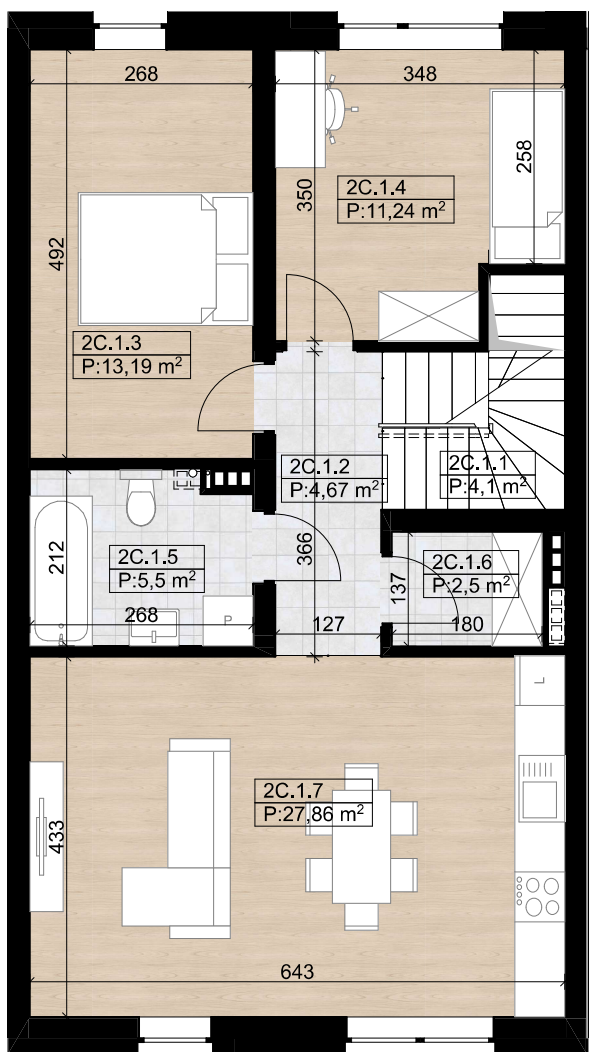 268
348
258
350
2C.1.4
P:11,24 m²
492
2C.1.3
P:13,19 m²
2C.1.2
P:4,67 m²
2C.1.1
P:4,1 m²
212
2C.1.5
P:5,5 m²
366
2C.1.6
P:2,5 m²
137
268
P
127
180
L
2C.1.7
P:27,86 m²
433
643